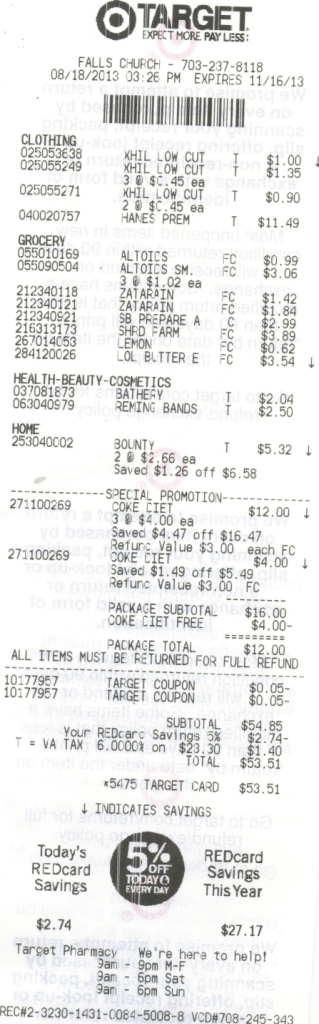 TARGET
EXPECT MORE. PAY LESS.
FALLS CHURCH - 703-237-8118
08/18/2013 03:26 PM EXPIRES 11/16/13
CLOTHING
025053638 XHIL LOW CUT T $1.00 ↓
025055249 XHIL LOW CUT T $1.35
3 @ $0.45 ea
025055271 XHIL LOW CUT T $0.90
2 @ $0.45 ea
040020757 HANES PREM T $11.49
GROCERY
055010169 ALTOICS FC $0.99
055090504 ALTOICS SM. FC $3.06
3 @ $1.02 ea
212340118 ZATARAIN FC $1.42
212340121 ZATARAIN FC $1.84
212340921 SB PREPARE A C $2.99
216313173 SHRD PARM FC $3.89
267014053 LEMON FC $0.62
284120026 LOL BUTTER E FC $3.54 ↓
HEALTH-BEAUTY-COSMETICS
037081873 BATHERY T $2.04
063040979 REMING BANDS T $2.50
HOME
253040002 BOUNTY T $5.32 ↓
2 @ $2.66 ea
Saved $1.26 off $6.58
SPECIAL PROMOTION
271100269 COKE CIET $12.00 ↓
3 @ $4.00 ea
Saved $4.47 off $16.47
Refunc Value $3.00 each FC
271100269 COKE CIET $4.00 ↓
Saved $1.49 off $5.49
Refunc Value $3.00 FC
PACKAGE SUBTOTAL $16.00
COKE CIET FREE $4.00-
PACKAGE TOTAL $12.00
ALL ITEMS MUST BE RETURNED FOR FULL REFUND
10177957 TARGET COUPON $0.05-
10177957 TARGET COUPON $0.05-
SUBTOTAL $54.85
Your REDcarc Savings 5% $2.74-
T = VA TAX 6.0000% on $23.30 $1.40
TOTAL $53.51
*5475 TARGET CARD $53.51
↓ INDICATES SAVINGS
Today's
REDcard
Savings
5%
OFF
TODAY &
EVERY DAY
REDcard
Savings
This Year
$2.74 $27.17
Target Pharmacy We're here to help!
9am - 9pm M-F
9am - 6pm Sat
9am - 6pm Sun
REC#2-3230-1431-0084-5008-8 VCD#708-245-343